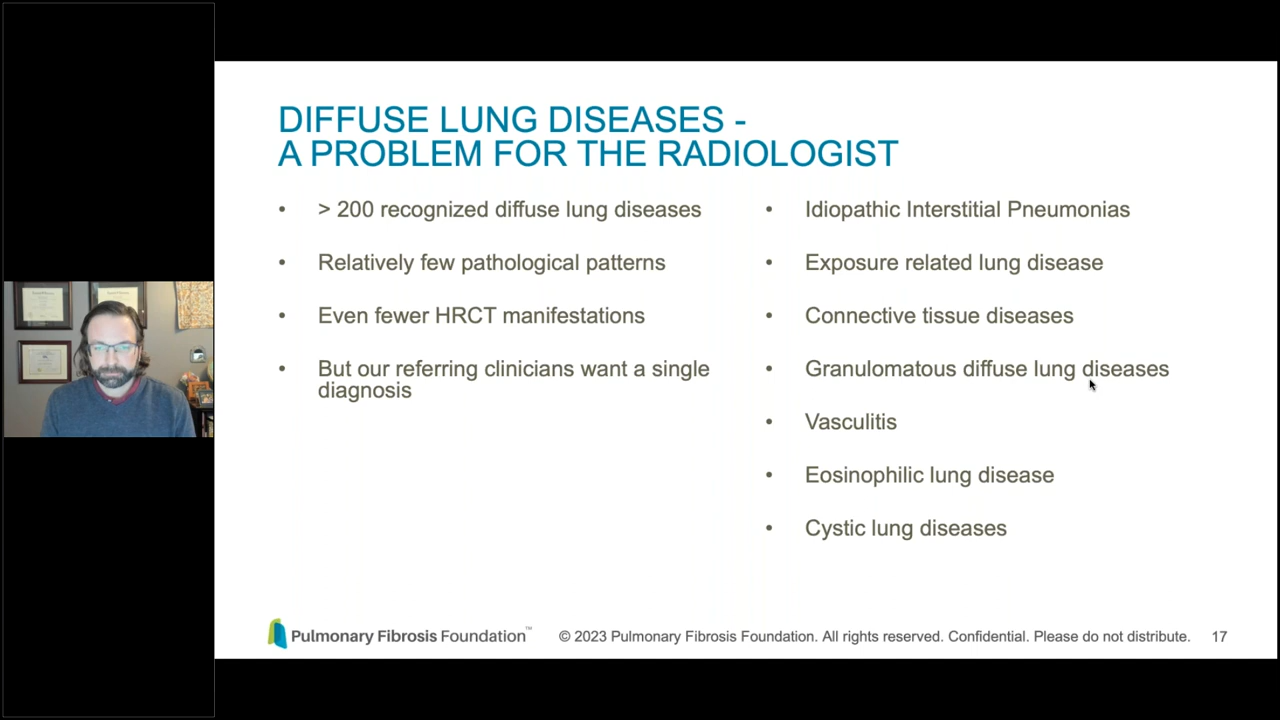 DIFFUSE LUNG DISEASES -
A PROBLEM FOR THE RADIOLOGIST
• > 200 recognized diffuse lung diseases
• Relatively few pathological patterns
• Even fewer HRCT manifestations
• But our referring clinicians want a single
diagnosis
• Idiopathic Interstitial Pneumonias
• Exposure related lung disease
• Connective tissue diseases
• Granulomatous diffuse lung diseases
• Vasculitis
• Eosinophilic lung disease
• Cystic lung diseases
Pulmonary Fibrosis Foundation™
© 2023 Pulmonary Fibrosis Foundation. All rights reserved. Confidential. Please do not distribute. 17